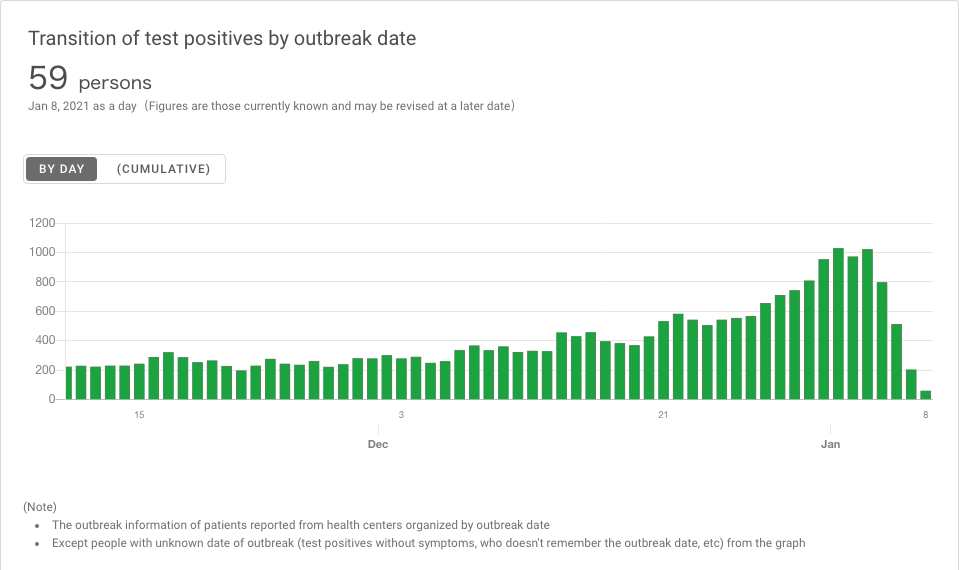 Transition of test positives by outbreak date
59 persons
Jan 8, 2021 as a day（Figures are those currently known and may be revised at a later date）
BY DAY (CUMULATIVE)
1200
1000
800
600
400
200
0
15 3 21 8
Dec Jan
(Note)
• The outbreak information of patients reported from health centers organized by outbreak date
• Except people with unknown date of outbreak (test positives without symptoms, who doesn't remember the outbreak date, etc) from the graph